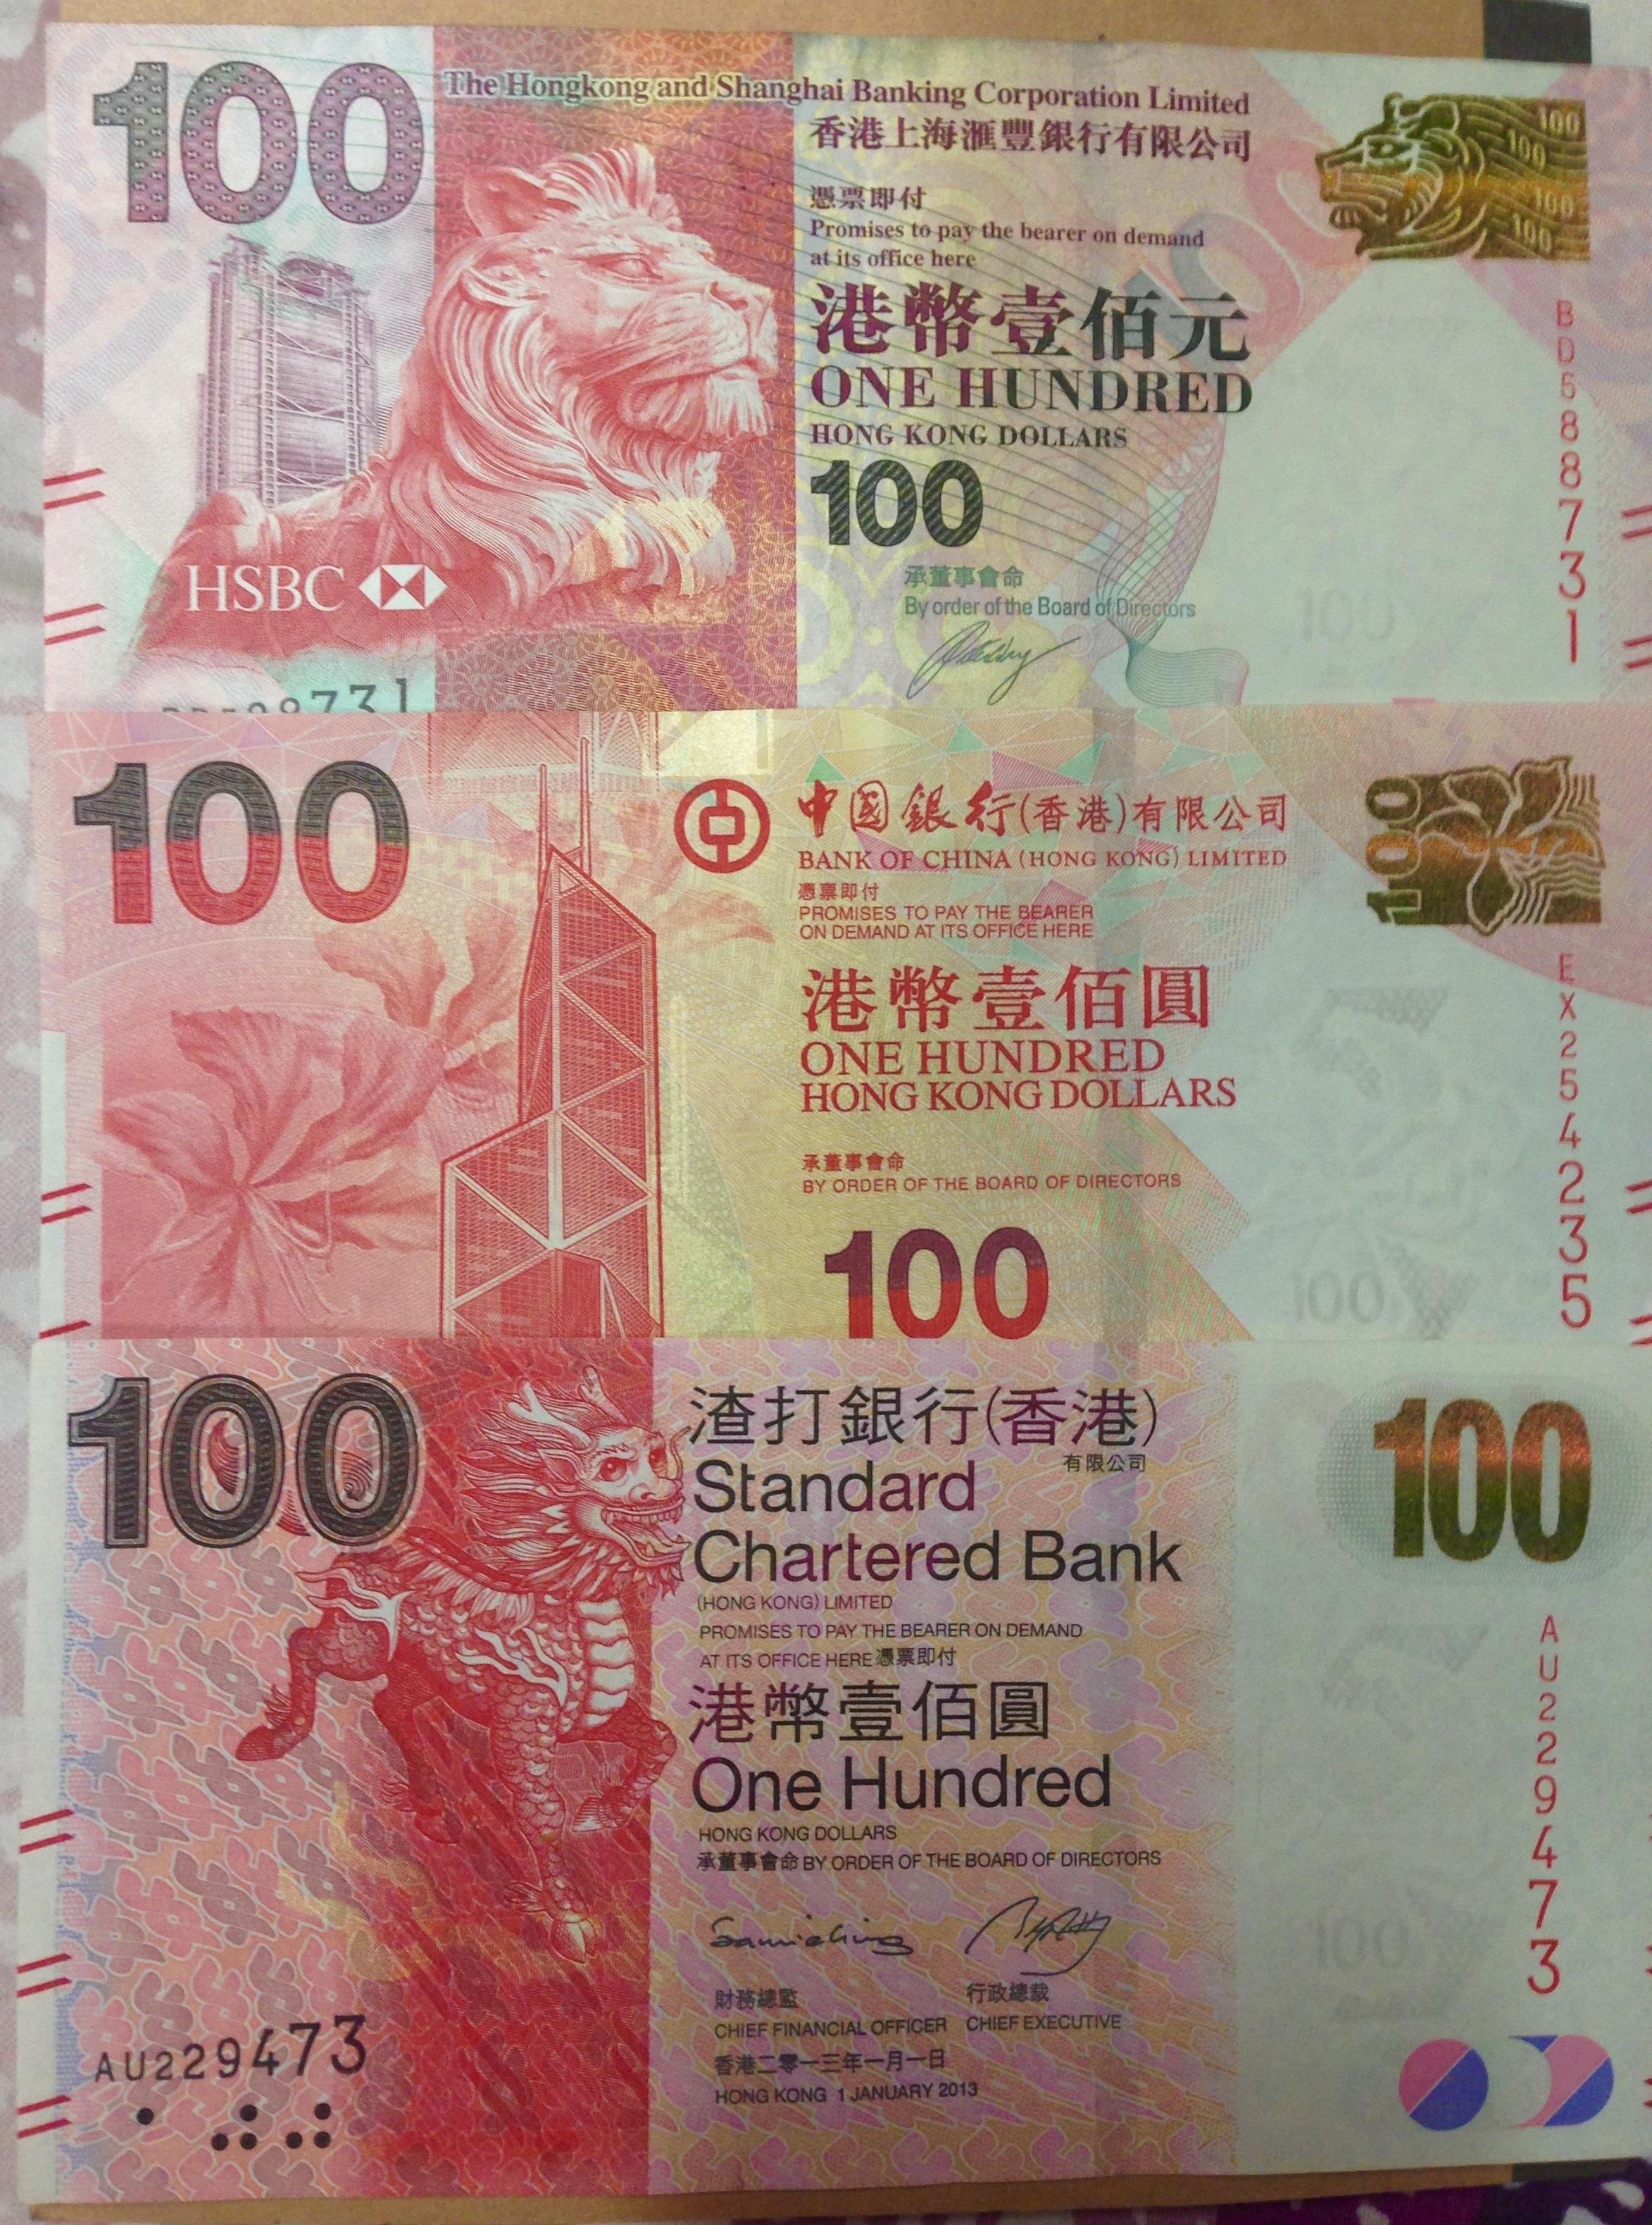 100
The Hongkong and Shanghai Banking Corporation Limited
香港上海滙豐銀行有限公司
憑票即付
Promises to pay the bearer on demand
at its office here
港幣壹佰元
ONE HUNDRED
HONG KONG DOLLARS
100
承董事會命
By order of the Board of Directors
HSBC
100
100
100
100
100
BD588731
100
中國銀行(香港)有限公司
BANK OF CHINA (HONG KONG) LIMITED
憑票即付
PROMISES TO PAY THE BEARER
ON DEMAND AT ITS OFFICE HERE
港幣壹佰圓
ONE HUNDRED
HONG KONG DOLLARS
承董事會命
BY ORDER OF THE BOARD OF DIRECTORS
100
100
100
EX254235
100
渣打銀行(香港)
有限公司
Standard
Chartered Bank
(HONG KONG) LIMITED
PROMISES TO PAY THE BEARER ON DEMAND
AT ITS OFFICE HERE 憑票即付
港幣壹佰圓
One Hundred
HONG KONG DOLLARS
承董事會命 BY ORDER OF THE BOARD OF DIRECTORS
財務總監 行政總裁
CHIEF FINANCIAL OFFICER CHIEF EXECUTIVE
香港二零一三年一月一日
HONG KONG 1 JANUARY 2013
AU229473
100
100
AU229473